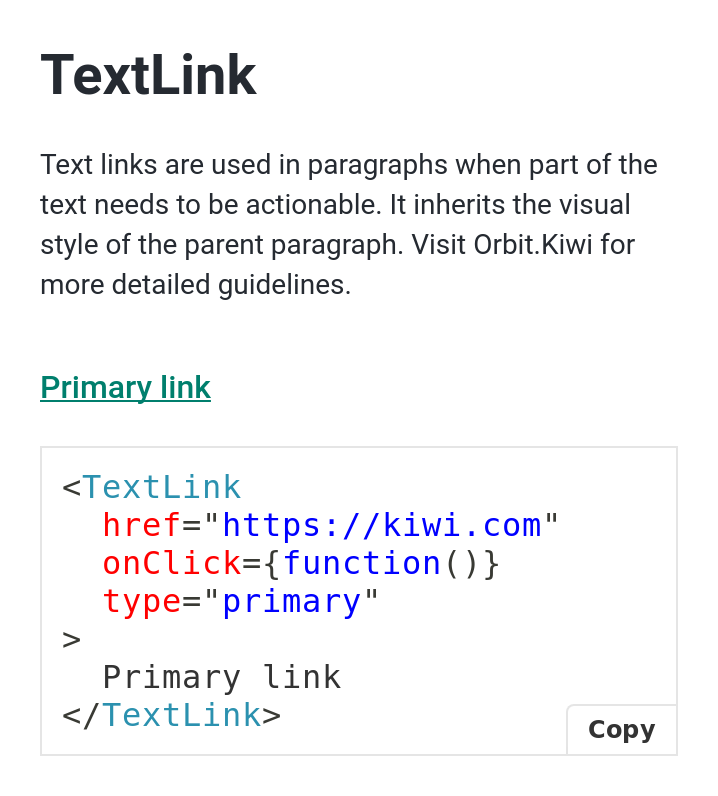 TextLink
Text links are used in paragraphs when part of the
text needs to be actionable. It inherits the visual
style of the parent paragraph. Visit Orbit.Kiwi for
more detailed guidelines.
Primary link
<TextLink
  href="https://kiwi.com"
  onClick={function()}
  type="primary"
>
  Primary link
</TextLink>
Copy